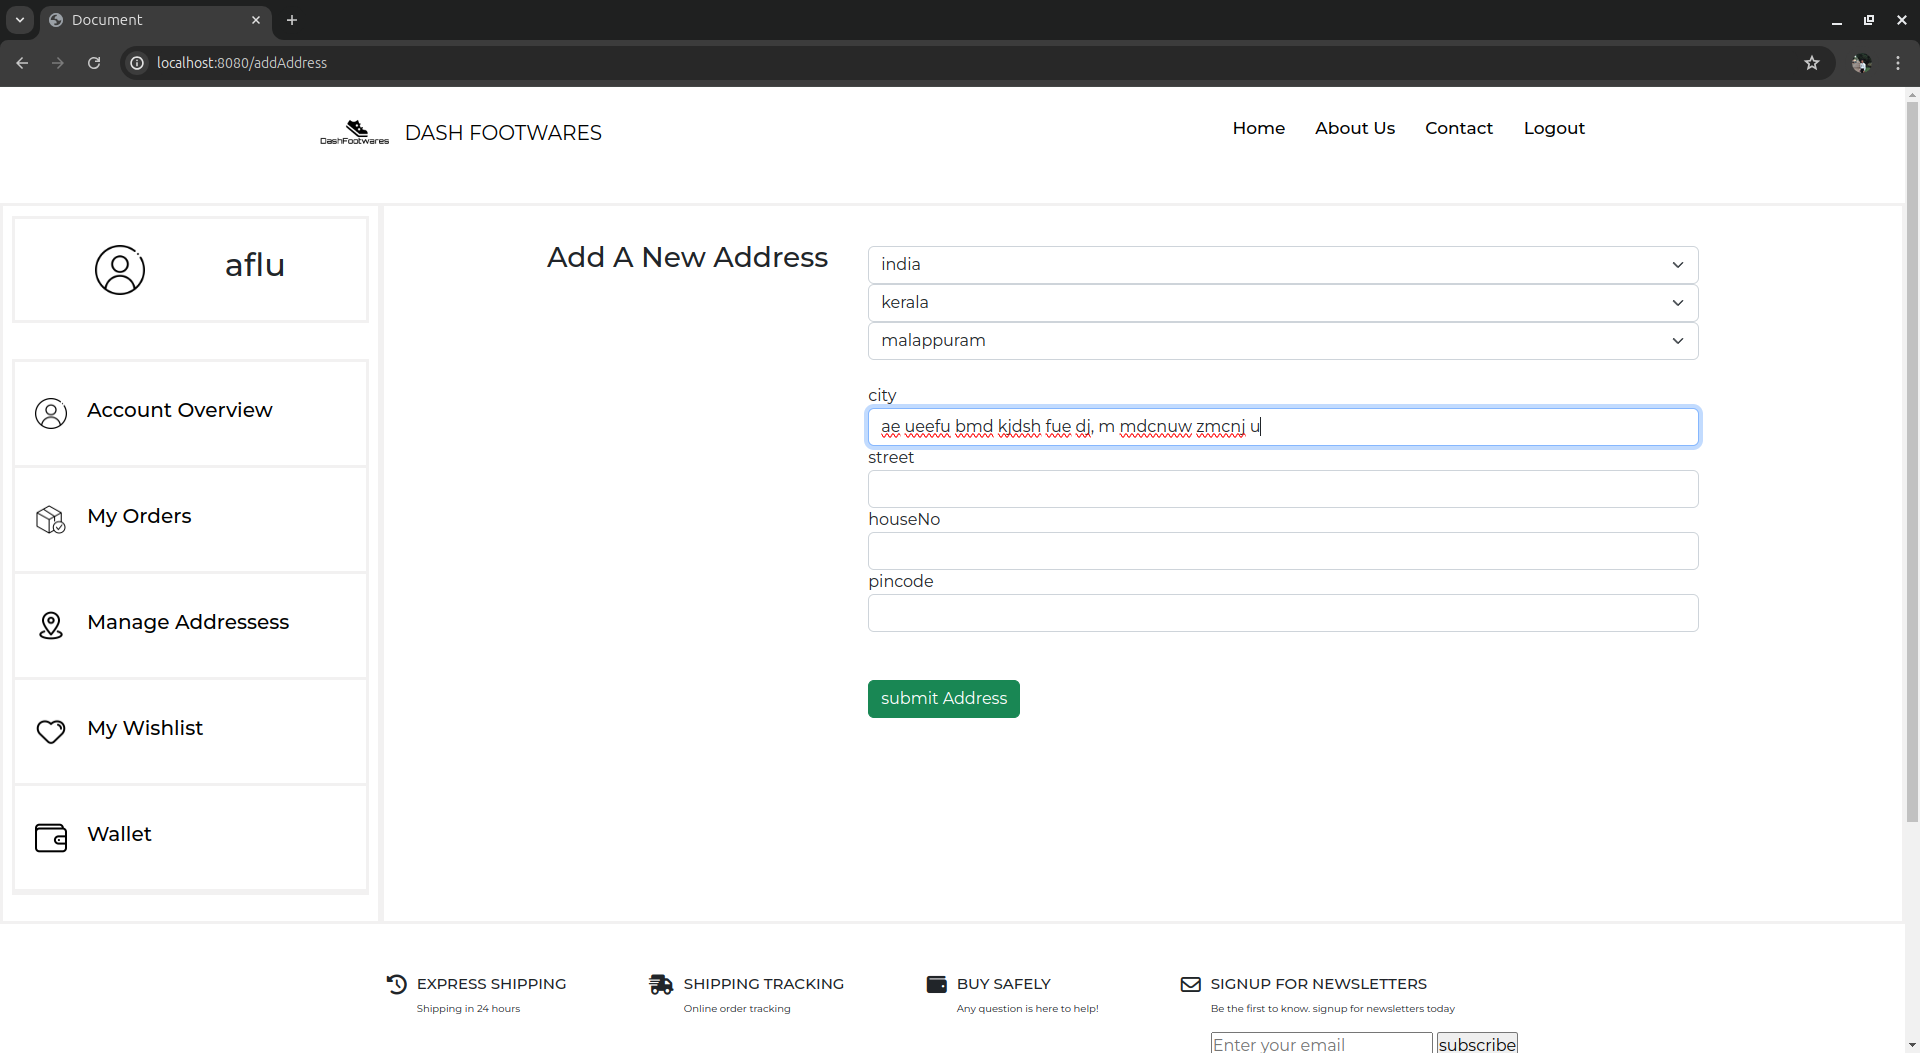 Document
localhost:8080/addAddress
DashFootwares
DASH FOOTWARES
Home
About Us
Contact
Logout
aflu
Account Overview
My Orders
Manage Addressess
My Wishlist
Wallet
Add A New Address
india
kerala
malappuram
city
ae ueefu bmd kjdsh fue dj, m mdcnuw zmcnj u
street
houseNo
pincode
submit Address
EXPRESS SHIPPING
Shipping in 24 hours
SHIPPING TRACKING
Online order tracking
BUY SAFELY
Any question is here to help!
SIGNUP FOR NEWSLETTERS
Be the first to know. signup for newsletters today
Enter your email
subscribe